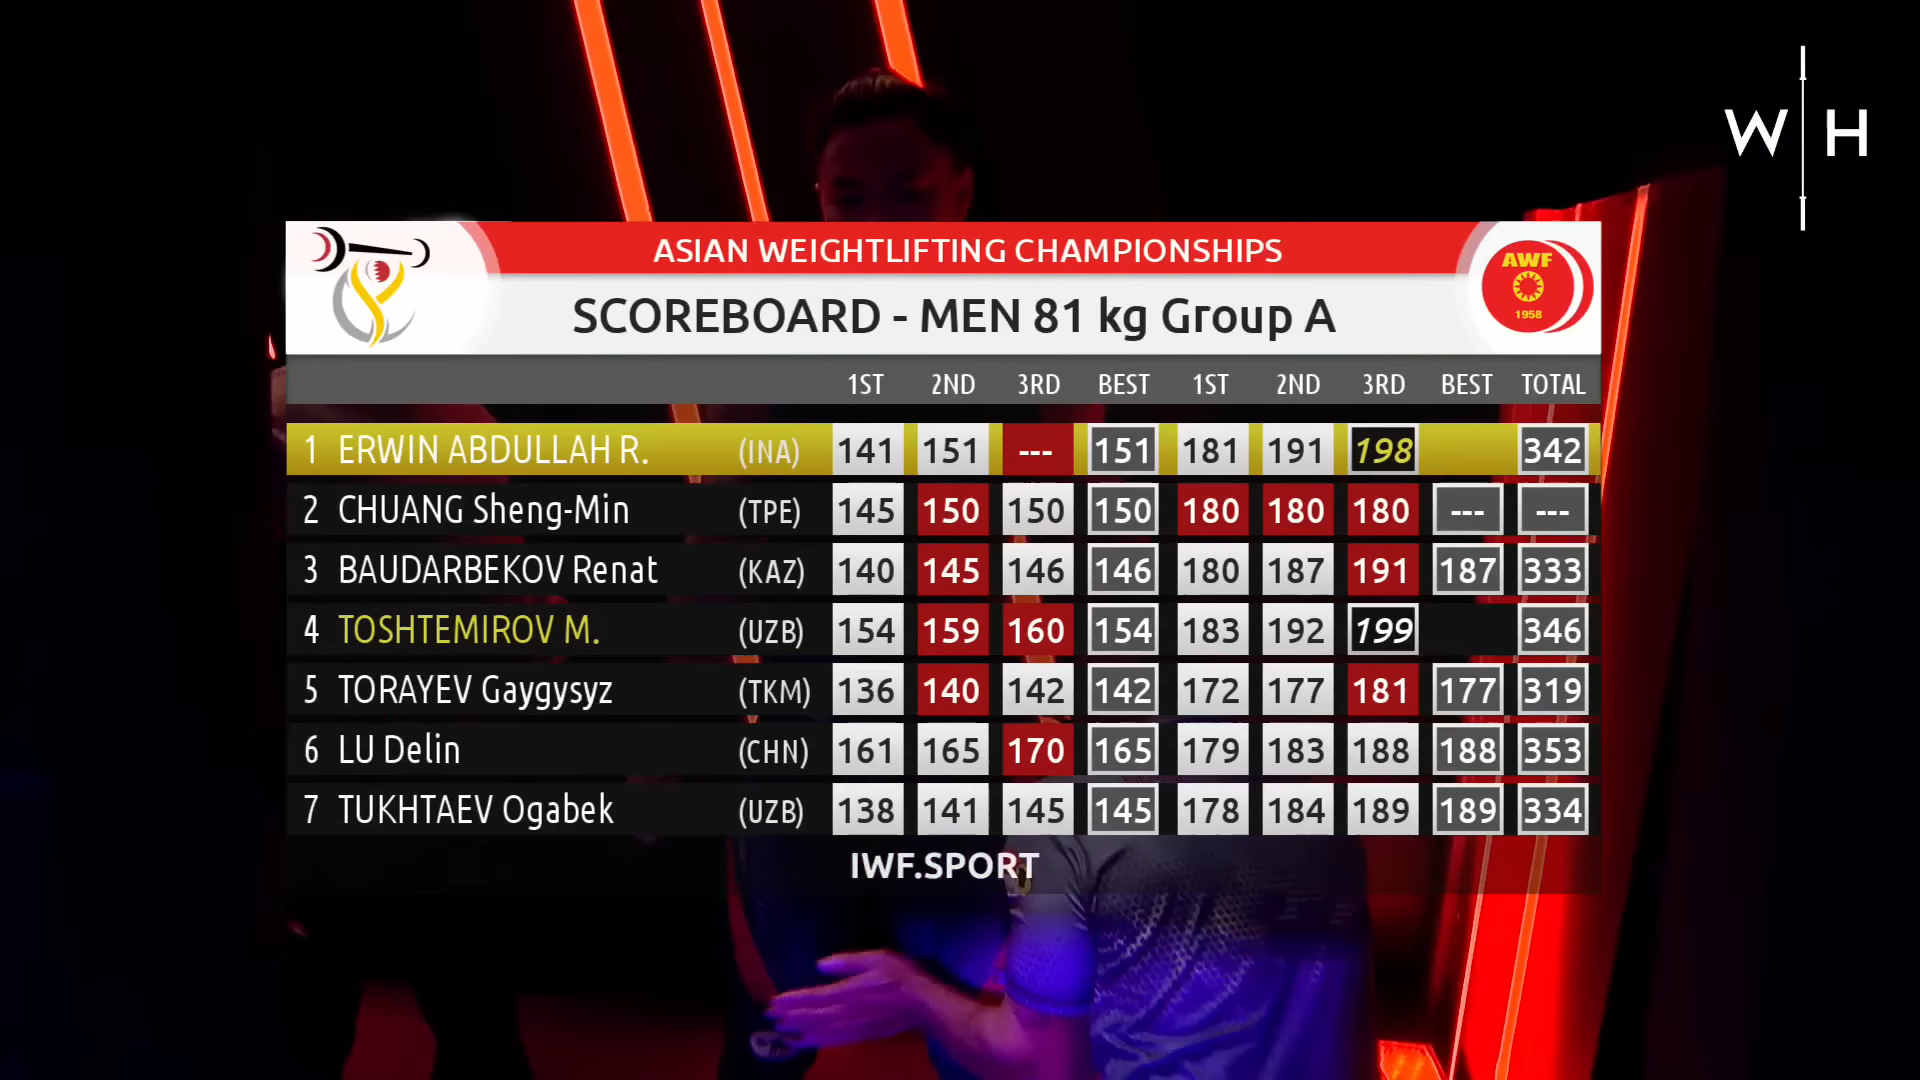 W H
ASIAN WEIGHTLIFTING CHAMPIONSHIPS
AWF
1958
SCOREBOARD - MEN 81 kg Group A
1ST 2ND 3RD BEST 1ST 2ND 3RD BEST TOTAL
1 ERWIN ABDULLAH R. (INA) 141 151 --- 151 181 191 198 342
2 CHUANG Sheng-Min (TPE) 145 150 150 150 180 180 180 --- ---
3 BAUDARBEKOV Renat (KAZ) 140 145 146 146 180 187 191 187 333
4 TOSHTEMIROV M. (UZB) 154 159 160 154 183 192 199 346
5 TORAYEV Gaygysyz (TKM) 136 140 142 142 172 177 181 177 319
6 LU Delin (CHN) 161 165 170 165 179 183 188 188 353
7 TUKHTAEV Ogabek (UZB) 138 141 145 145 178 184 189 189 334
IWF.SPORT